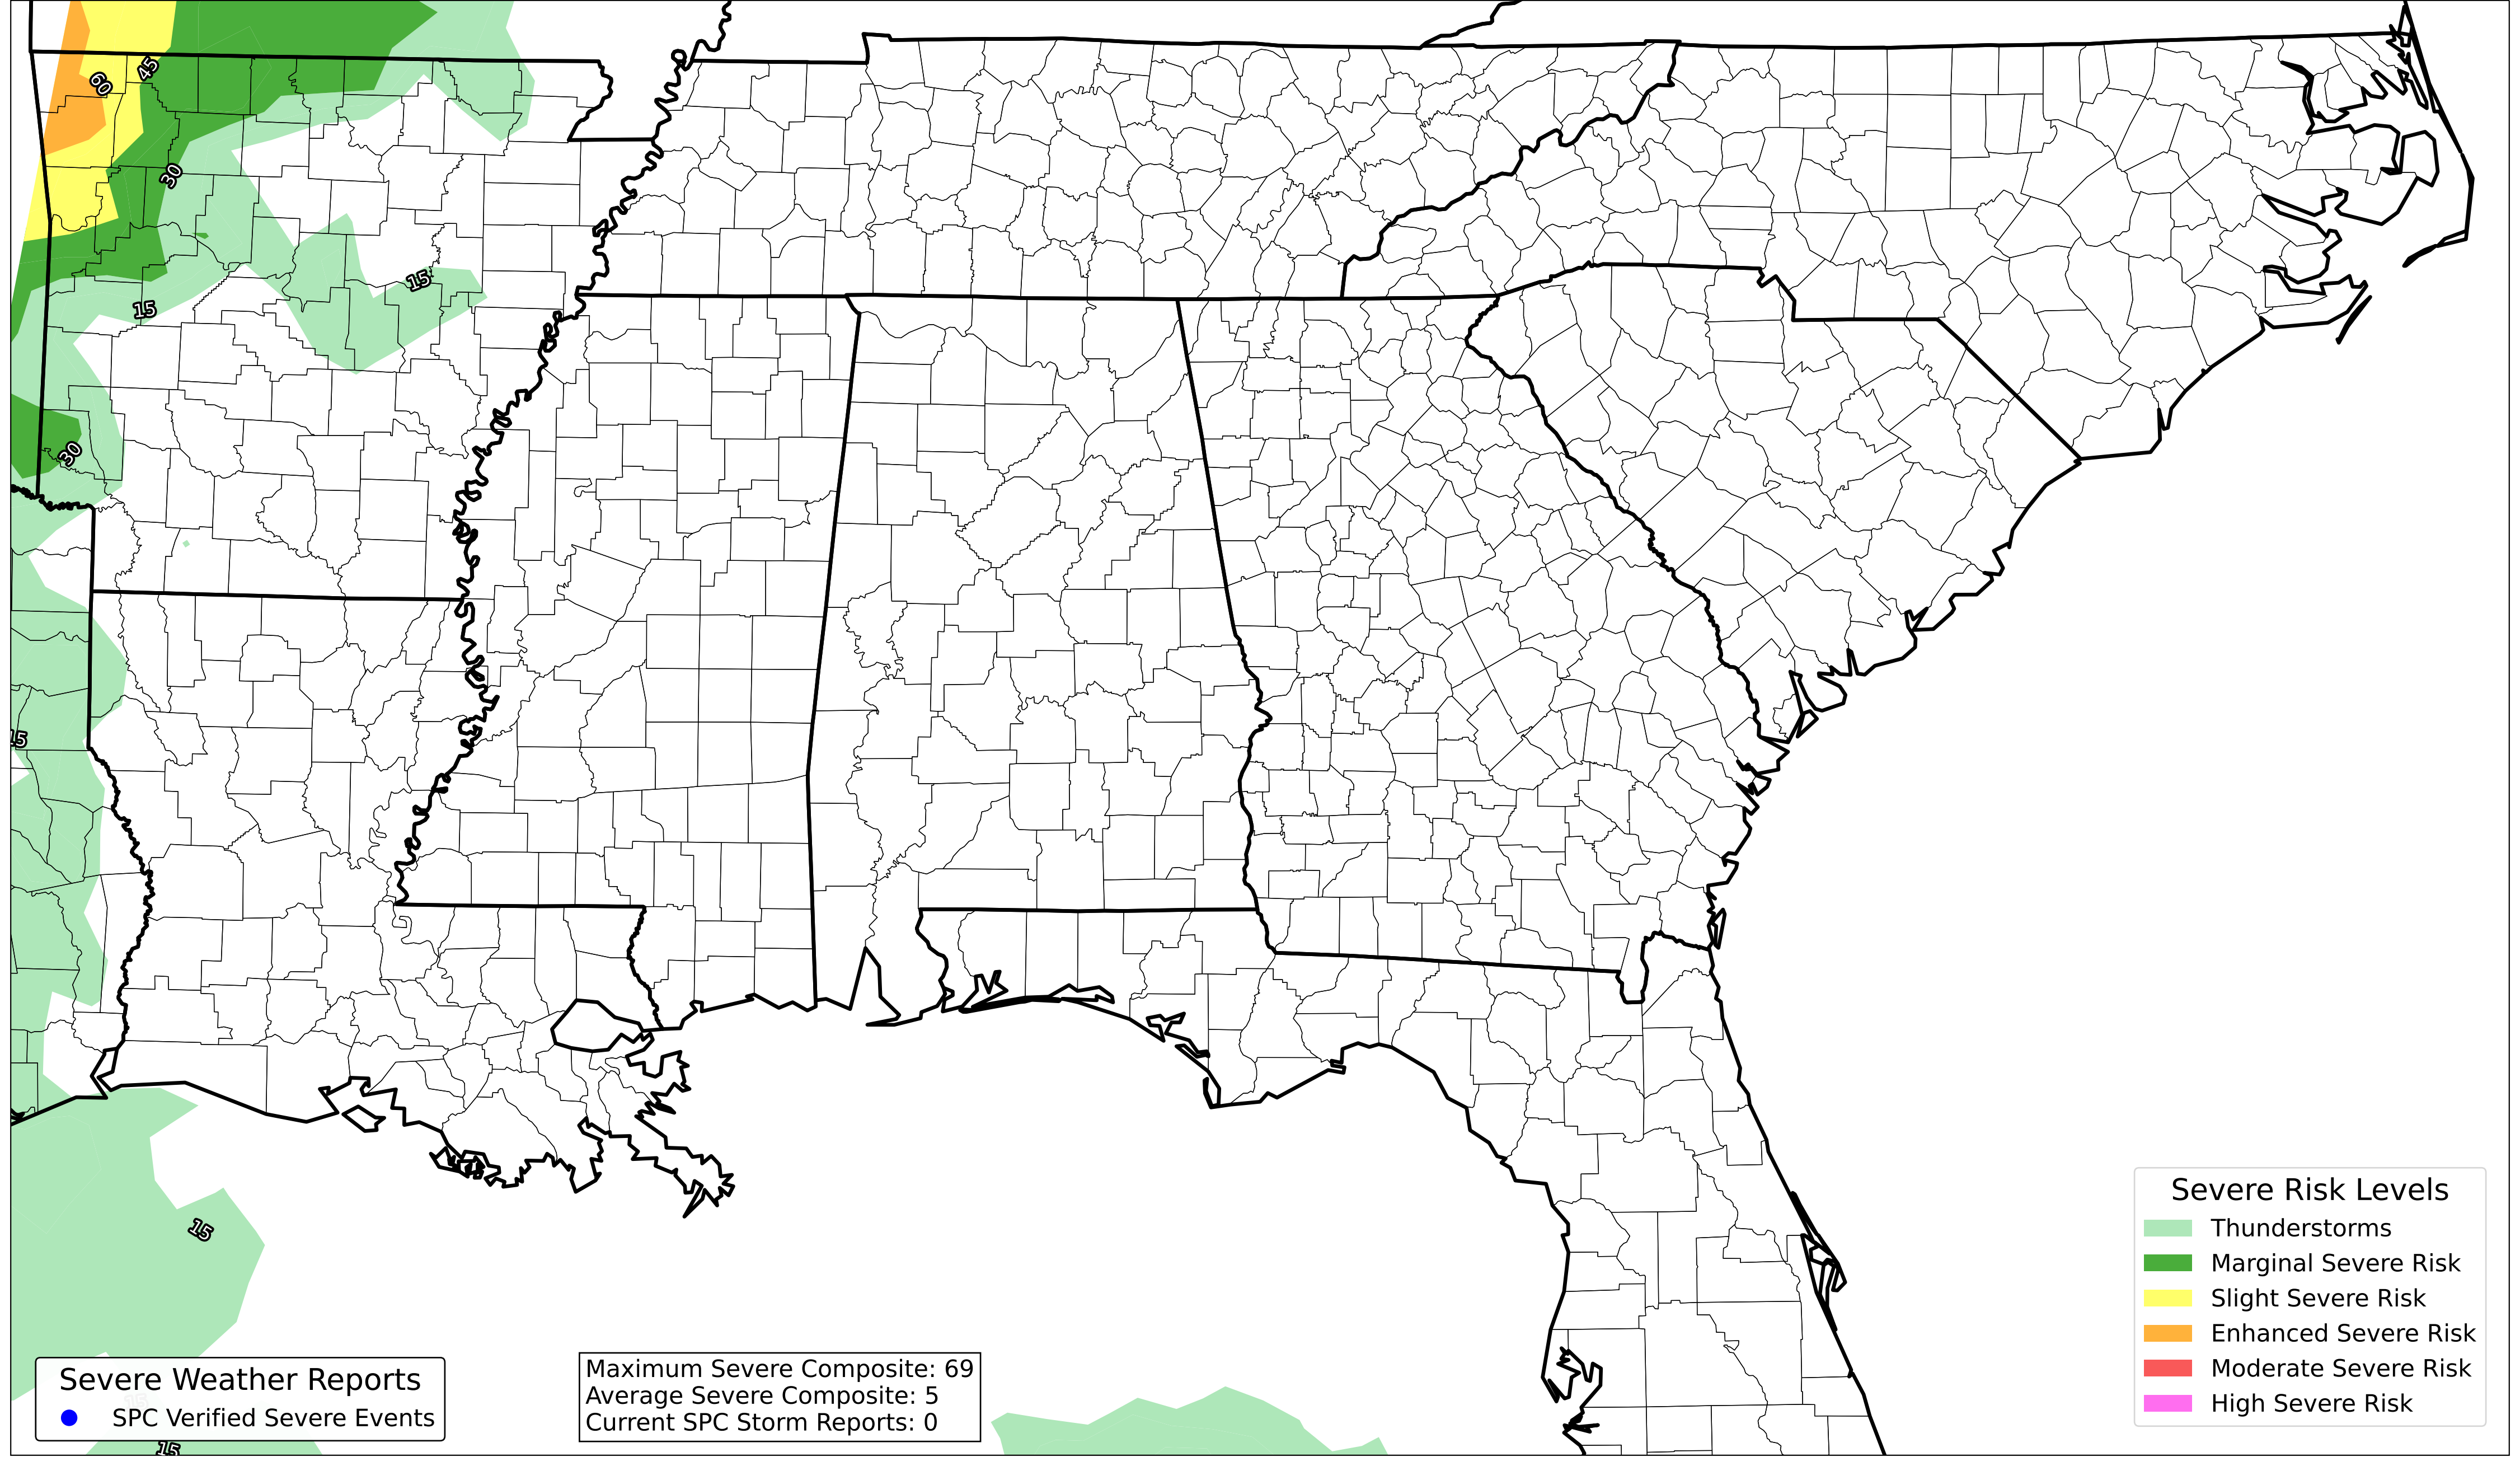 60
45
30
15
15
30
15
15
15
Severe Risk Levels
Thunderstorms
Marginal Severe Risk
Slight Severe Risk
Enhanced Severe Risk
Moderate Severe Risk
High Severe Risk
Severe Weather Reports
SPC Verified Severe Events
Maximum Severe Composite: 69
Average Severe Composite: 5
Current SPC Storm Reports: 0